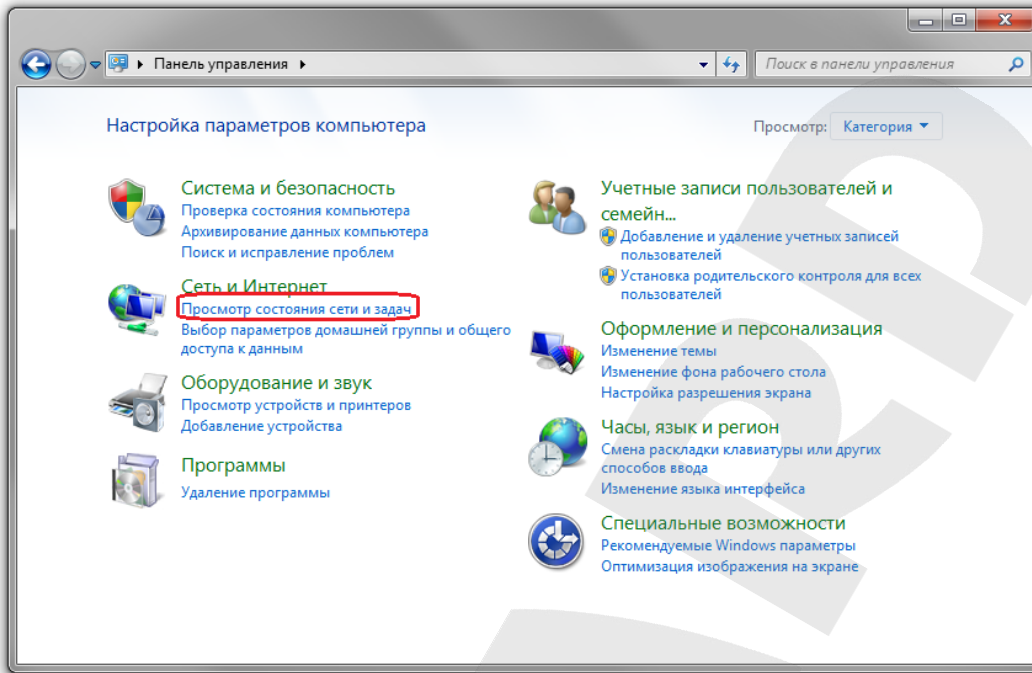 Панель управления
Поиск в панели управления
Настройка параметров компьютера
Просмотр: Категория
Система и безопасность
Проверка состояния компьютера
Архивирование данных компьютера
Поиск и исправление проблем
Сеть и Интернет
Просмотр состояния сети и задач
Выбор параметров домашней группы и общего
доступа к данным
Оборудование и звук
Просмотр устройств и принтеров
Добавление устройства
Программы
Удаление программы
Учетные записи пользователей и
семейн...
Добавление и удаление учетных записей
пользователей
Установка родительского контроля для всех
пользователей
Оформление и персонализация
Изменение темы
Изменение фона рабочего стола
Настройка разрешения экрана
Часы, язык и регион
Смена раскладки клавиатуры или других
способов ввода
Изменение языка интерфейса
Специальные возможности
Рекомендуемые Windows параметры
Оптимизация изображения на экране